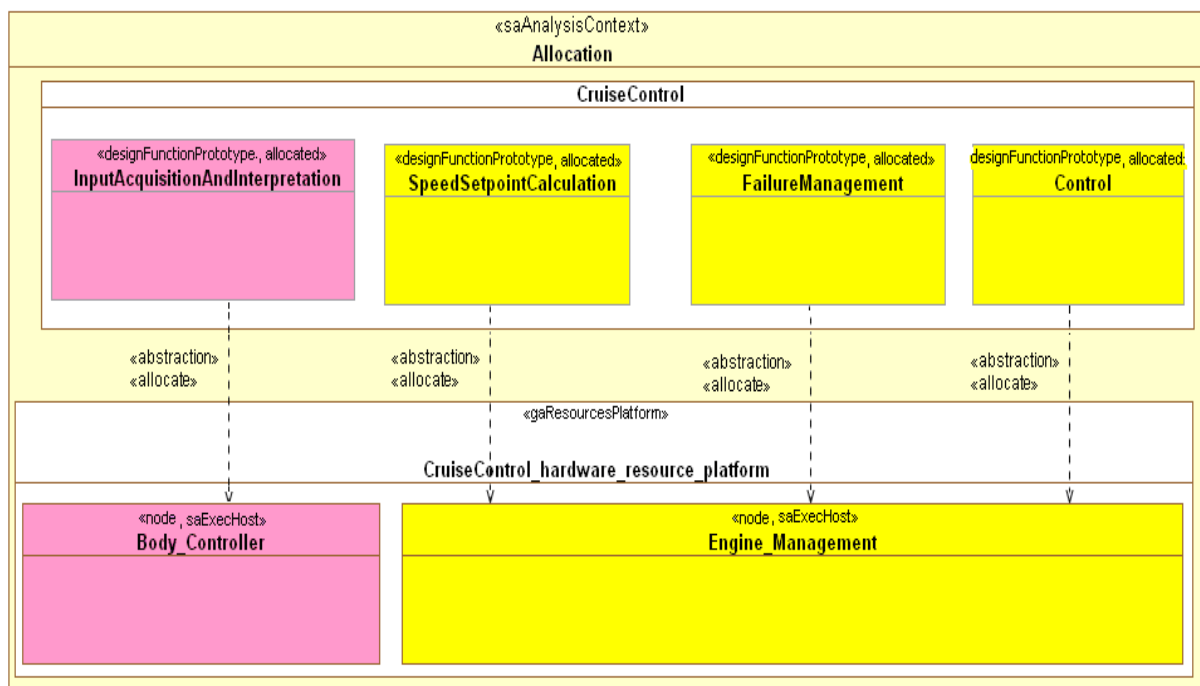 «saAnalysisContext»
Allocation
CruiseControl
«designFunctionPrototype., allocated»
InputAcquisitionAndInterpretation
«designFunctionPrototype, allocated»
SpeedSetpointCalculation
«designFunctionPrototype, allocated»
FailureManagement
designFunctionPrototype, allocated:
Control
«abstraction»
«allocate»
«abstraction»
«allocate»
«abstraction»
«allocate»
«abstraction»
«allocate»
«gaResourcesPlatform»
CruiseControl_hardware_resource_platform
«node, saExecHost»
Body_Controller
«node, saExecHost»
Engine_Management